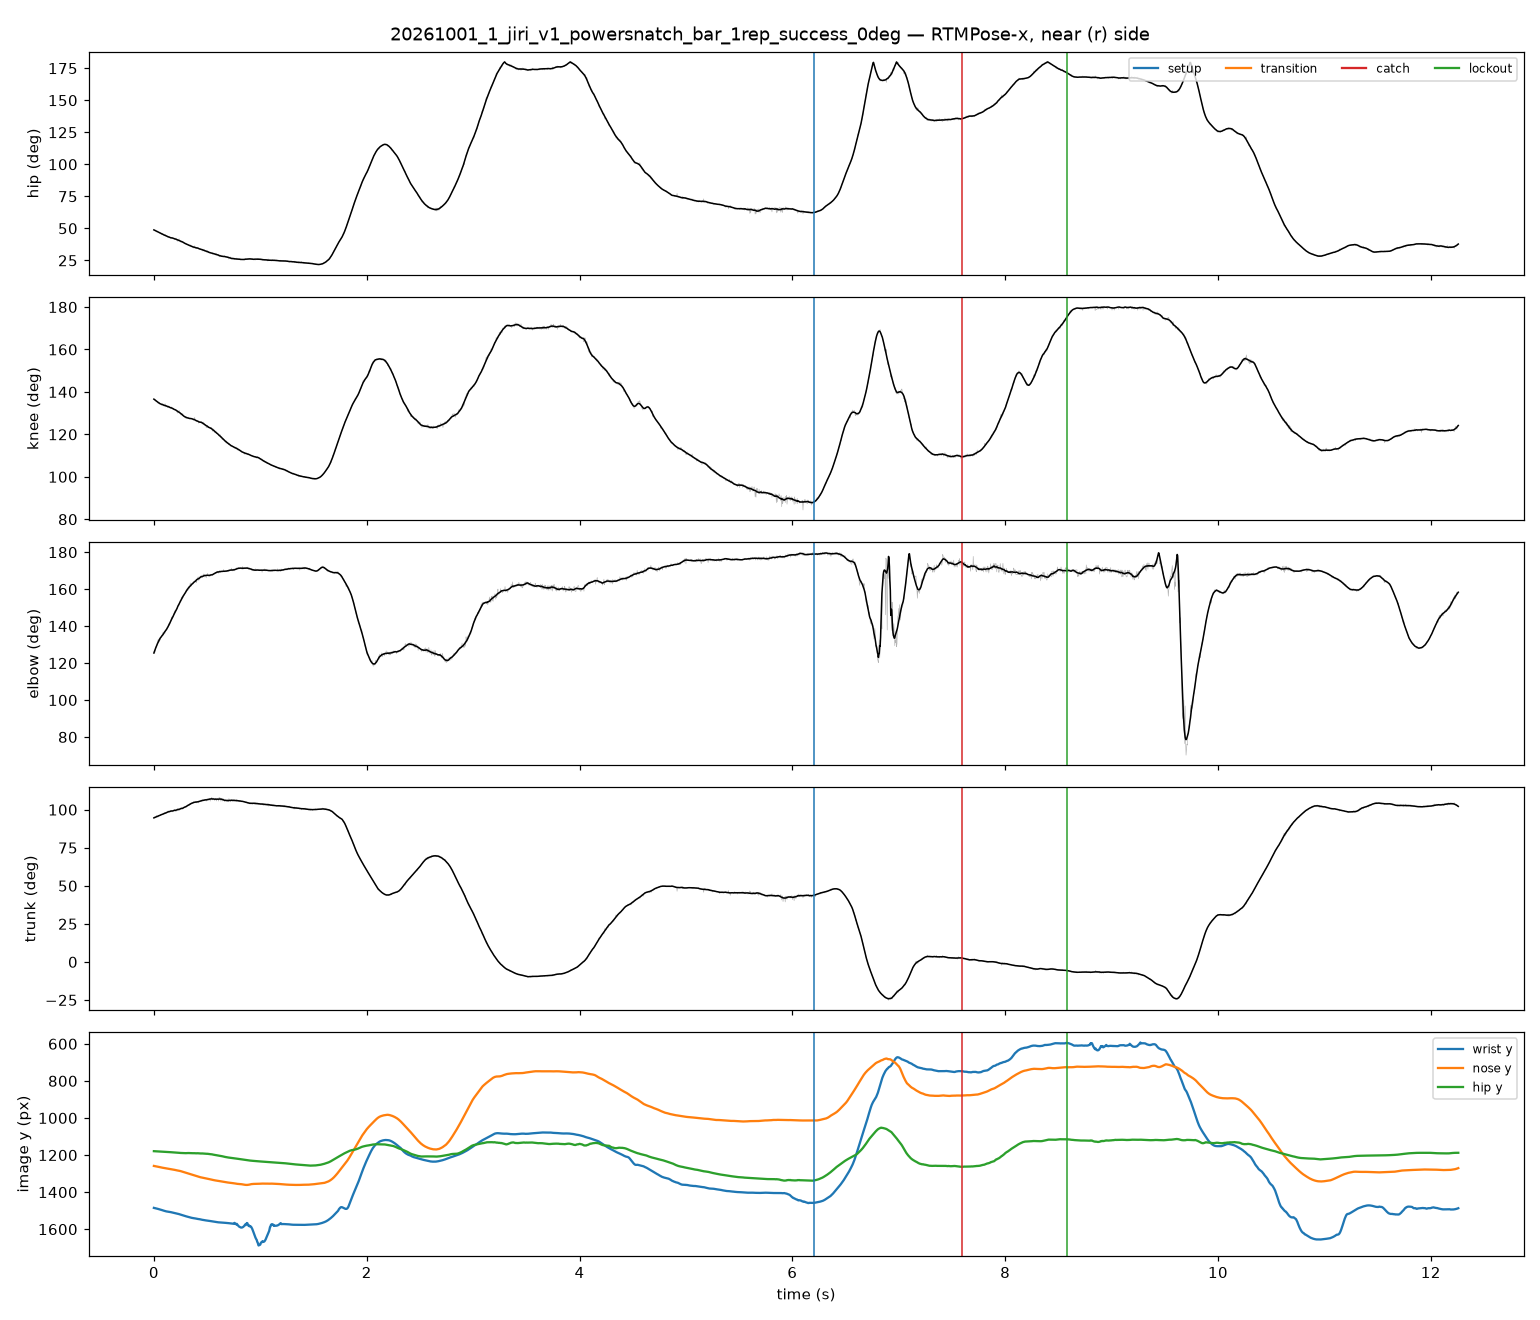 20261001_1_jiri_v1_powersnatch_bar_1rep_success_0deg — RTMPose-x, near (r) side
setup transition catch lockout
hip (deg)
175
150
125
100
75
50
25
knee (deg)
180
160
140
120
100
80
elbow (deg)
180
160
140
120
100
80
trunk (deg)
100
75
50
25
0
−25
image y (px)
600
800
1000
1200
1400
1600
wrist y
nose y
hip y
0 2 4 6 8 10 12
time (s)